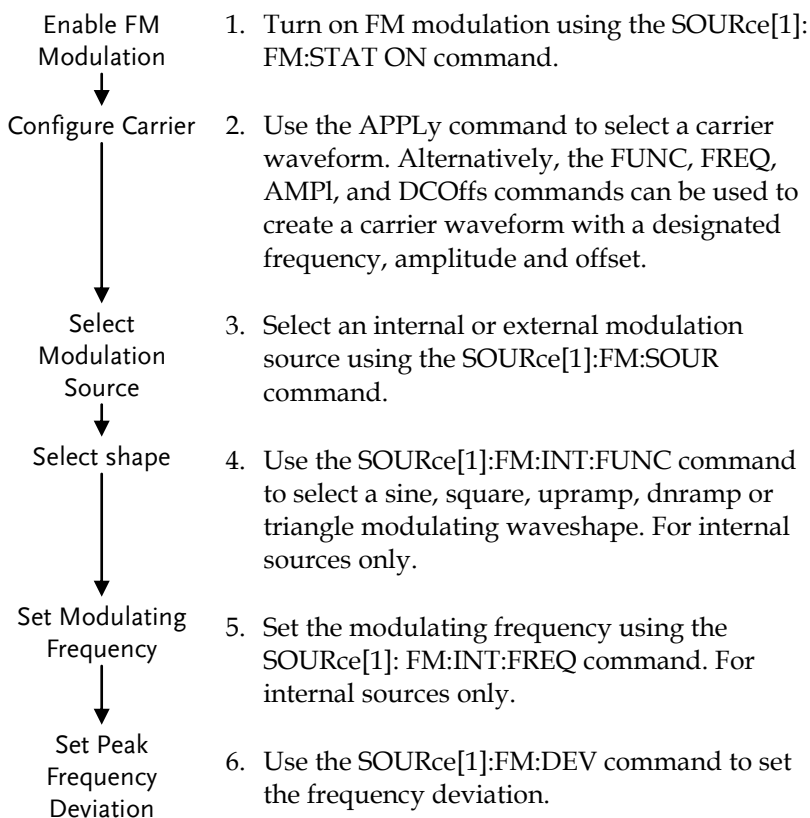 Enable FM
Modulation
1. Turn on FM modulation using the SOURce[1]:
FM:STAT ON command.
Configure Carrier
2. Use the APPLy command to select a carrier
waveform. Alternatively, the FUNC, FREQ,
AMPl, and DCOffs commands can be used to
create a carrier waveform with a designated
frequency, amplitude and offset.
Select
Modulation
Source
3. Select an internal or external modulation
source using the SOURce[1]:FM:SOUR
command.
Select shape
4. Use the SOURce[1]:FM:INT:FUNC command
to select a sine, square, upramp, dnramp or
triangle modulating waveshape. For internal
sources only.
Set Modulating
Frequency
5. Set the modulating frequency using the
SOURce[1]: FM:INT:FREQ command. For
internal sources only.
Set Peak
Frequency
Deviation
6. Use the SOURce[1]:FM:DEV command to set
the frequency deviation.